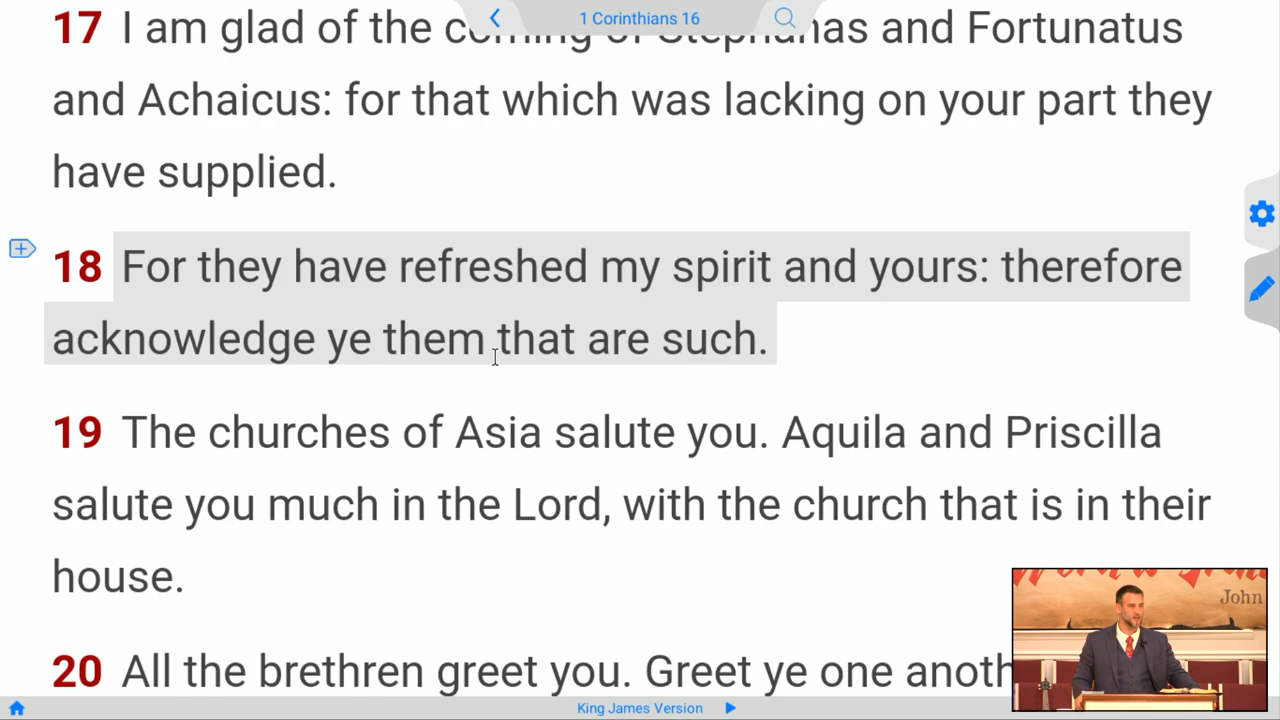 1 Corinthians 16
17 I am glad of the coming of Stephanas and Fortunatus
and Achaicus: for that which was lacking on your part they
have supplied.
18 For they have refreshed my spirit and yours: therefore
acknowledge ye them that are such.
19 The churches of Asia salute you. Aquila and Priscilla
salute you much in the Lord, with the church that is in their
house.
20 All the brethren greet you. Greet ye one anoth
John
King James Version